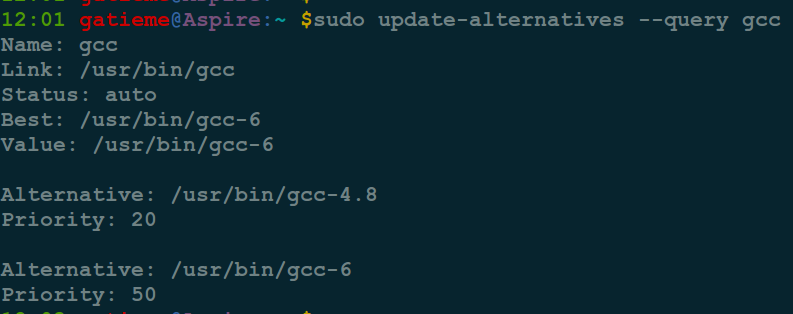 12:01 gatieme@Aspire:~ $sudo update-alternatives --query gcc
Name: gcc
Link: /usr/bin/gcc
Status: auto
Best: /usr/bin/gcc-6
Value: /usr/bin/gcc-6
Alternative: /usr/bin/gcc-4.8
Priority: 20
Alternative: /usr/bin/gcc-6
Priority: 50